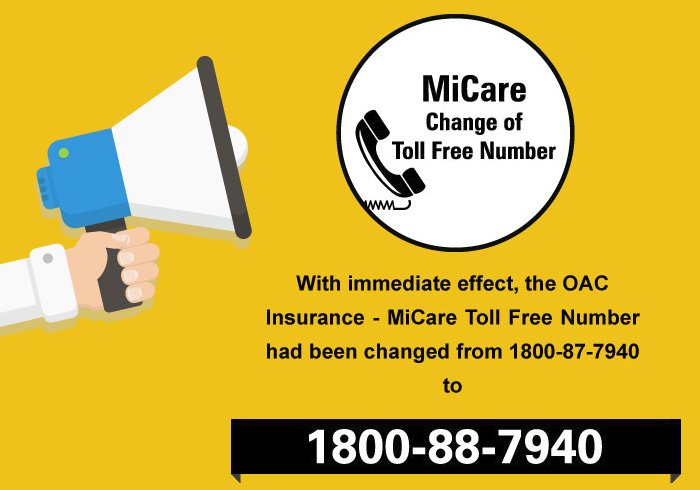 MiCare
Change of
Toll Free Number
With immediate effect, the OAC
Insurance - MiCare Toll Free Number
had been changed from 1800-87-7940
to
1800-88-7940